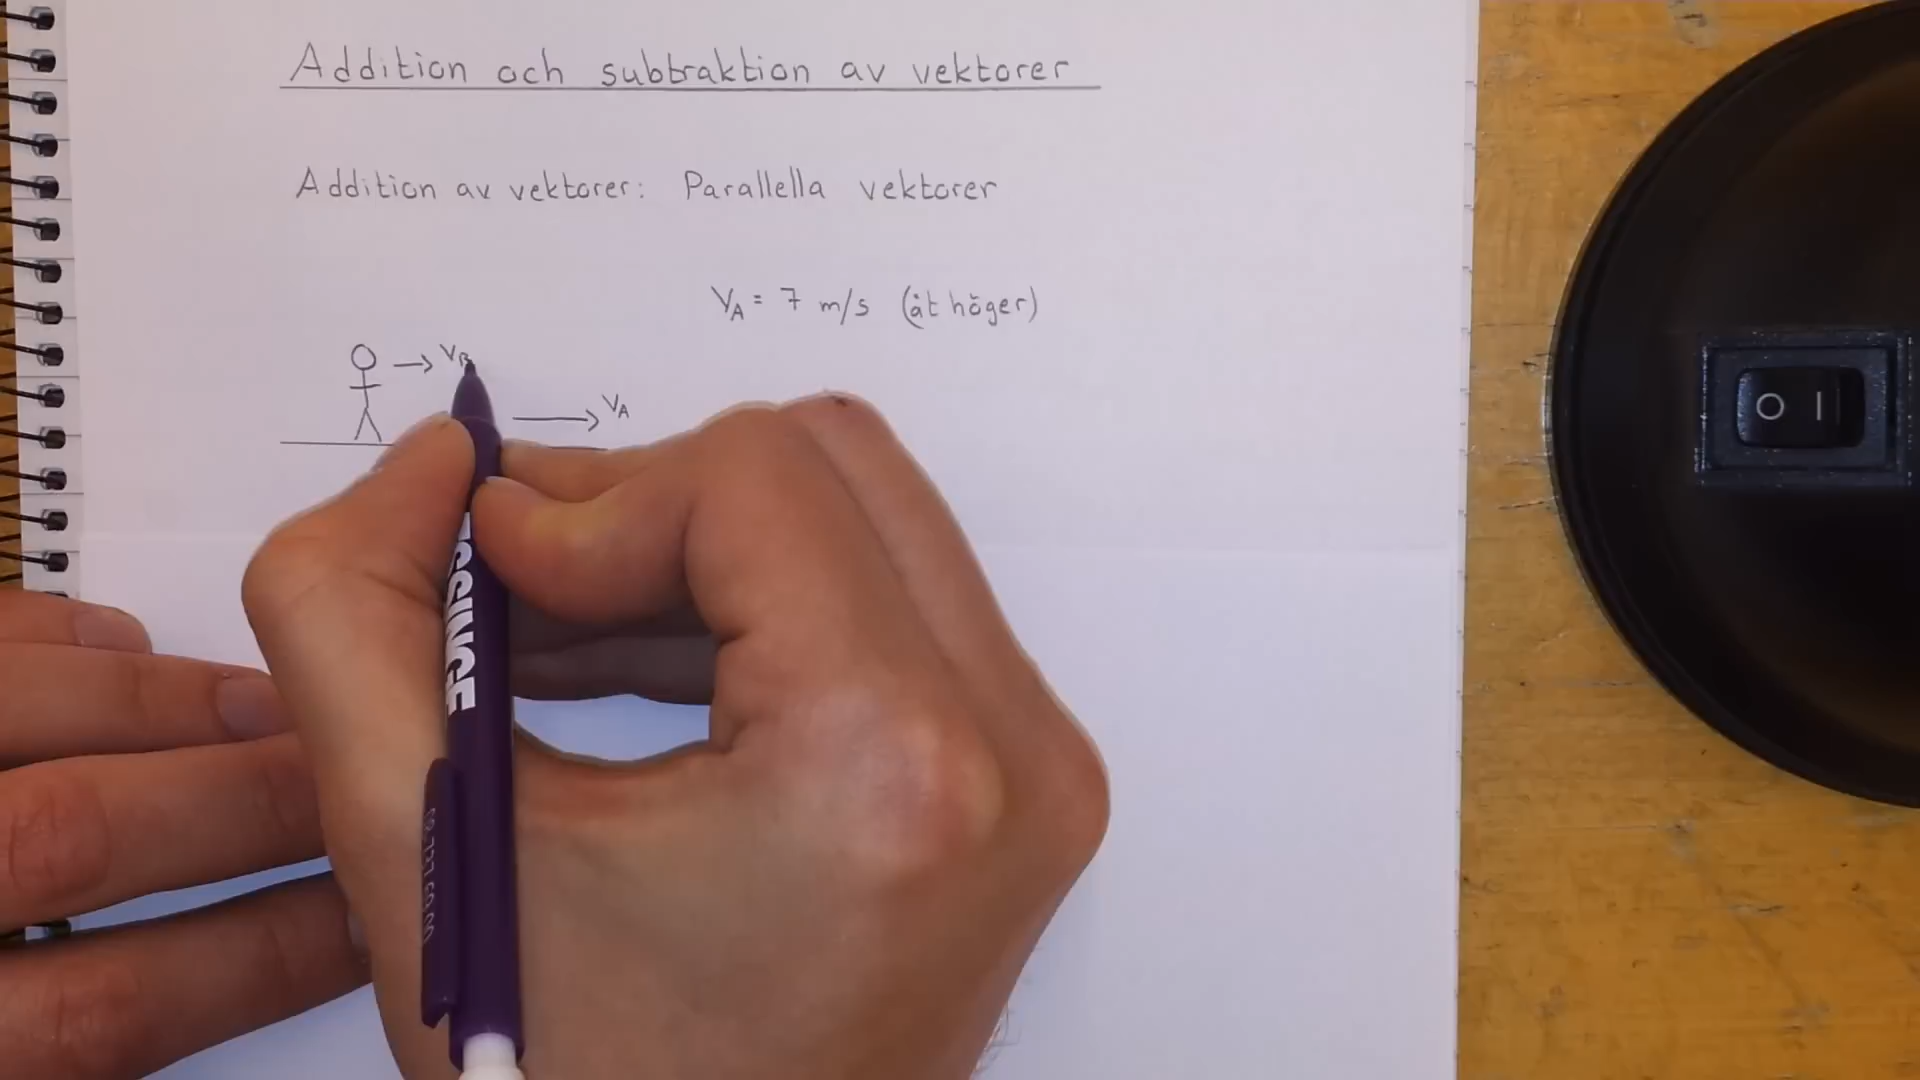 Addition och subtraktion av vektorer
Addition av vektorer: Parallella vektorer
VA = 7 m/s (åt höger)
VB
VA